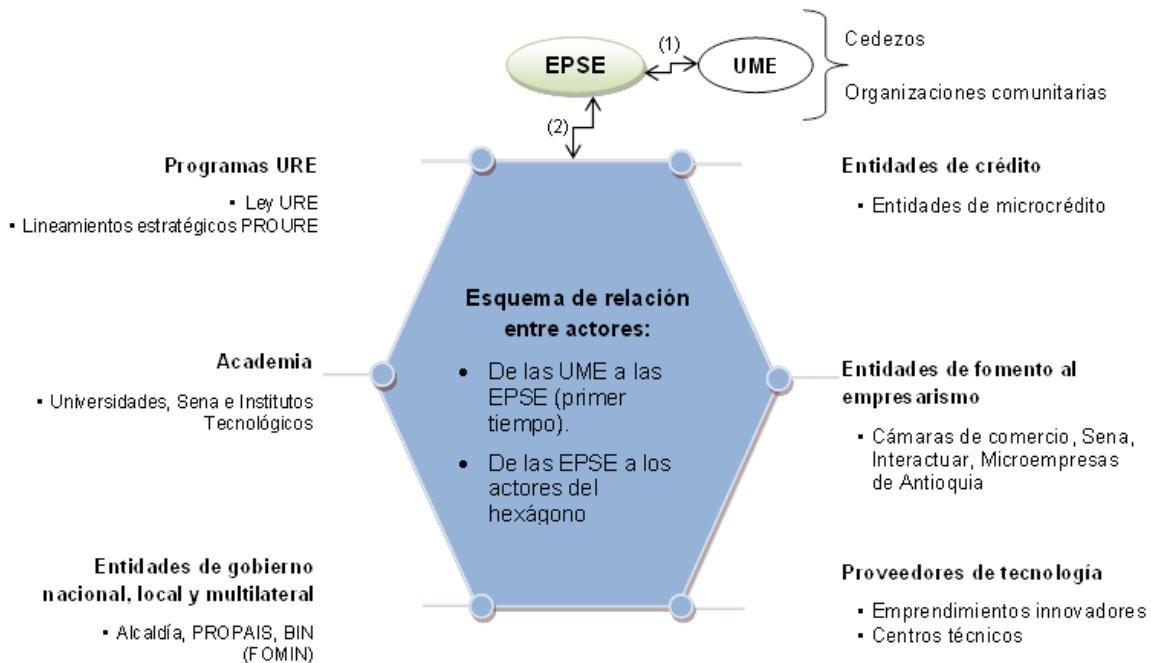 EPSE
(1)
UME
Cedezos
Organizaciones comunitarias
(2)
Programas URE
▪ Ley URE
▪ Lineamientos estratégicos PROURE
Entidades de crédito
▪ Entidades de microcrédito
Esquema de relación
entre actores:
• De las UME a las
EPSE (primer
tiempo).
• De las EPSE a los
actores del
hexágono
Academia
▪ Universidades, Sena e Institutos
Tecnológicos
Entidades de fomento al
empresarismo
▪ Cámaras de comercio, Sena,
Interactuar, Microempresas
de Antioquia
Entidades de gobierno
nacional, local y multilateral
▪ Alcaldía, PROPAIS, BIN
(FOMIN)
Proveedores de tecnología
▪ Emprendimientos innovadores
▪ Centros técnicos